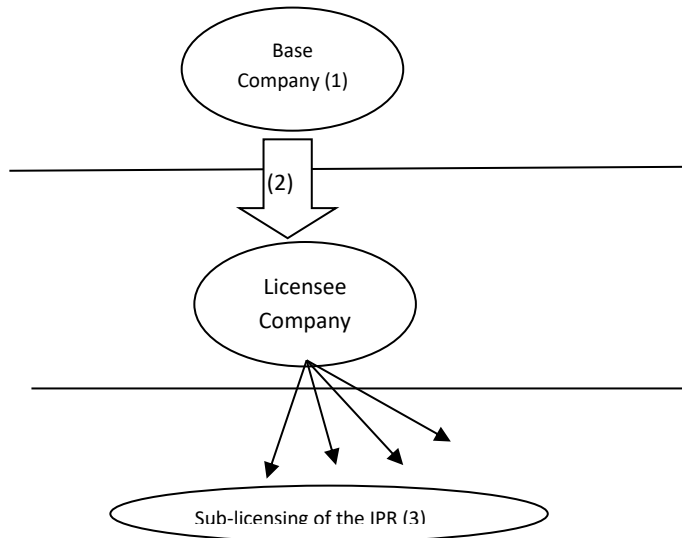 Base
Company (1)
(2)
Licensee
Company
Sub-licensing of the IPR (3)